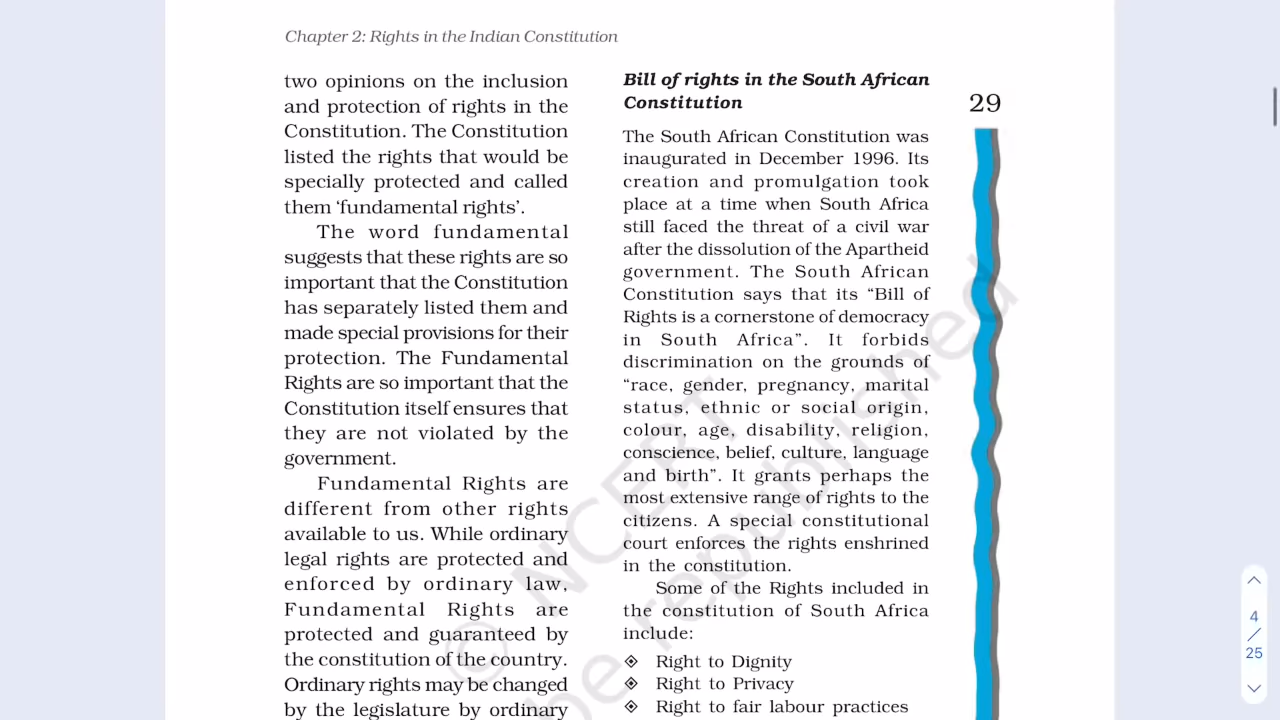 Chapter 2: Rights in the Indian Constitution
two opinions on the inclusion
and protection of rights in the
Constitution. The Constitution
listed the rights that would be
specially protected and called
them ‘fundamental rights’.
The word fundamental
suggests that these rights are so
important that the Constitution
has separately listed them and
made special provisions for their
protection. The Fundamental
Rights are so important that the
Constitution itself ensures that
they are not violated by the
government.
Fundamental Rights are
different from other rights
available to us. While ordinary
legal rights are protected and
enforced by ordinary law,
Fundamental Rights are
protected and guaranteed by
the constitution of the country.
Ordinary rights may be changed
by the legislature by ordinary
Bill of rights in the South African
Constitution
The South African Constitution was
inaugurated in December 1996. Its
creation and promulgation took
place at a time when South Africa
still faced the threat of a civil war
after the dissolution of the Apartheid
government. The South African
Constitution says that its “Bill of
Rights is a cornerstone of democracy
in South Africa”. It forbids
discrimination on the grounds of
“race, gender, pregnancy, marital
status, ethnic or social origin,
colour, age, disability, religion,
conscience, belief, culture, language
and birth”. It grants perhaps the
most extensive range of rights to the
citizens. A special constitutional
court enforces the rights enshrined
in the constitution.
Some of the Rights included in
the constitution of South Africa
include:
Right to Dignity
Right to Privacy
Right to fair labour practices
29
© NCERT
be republished
4
/
25